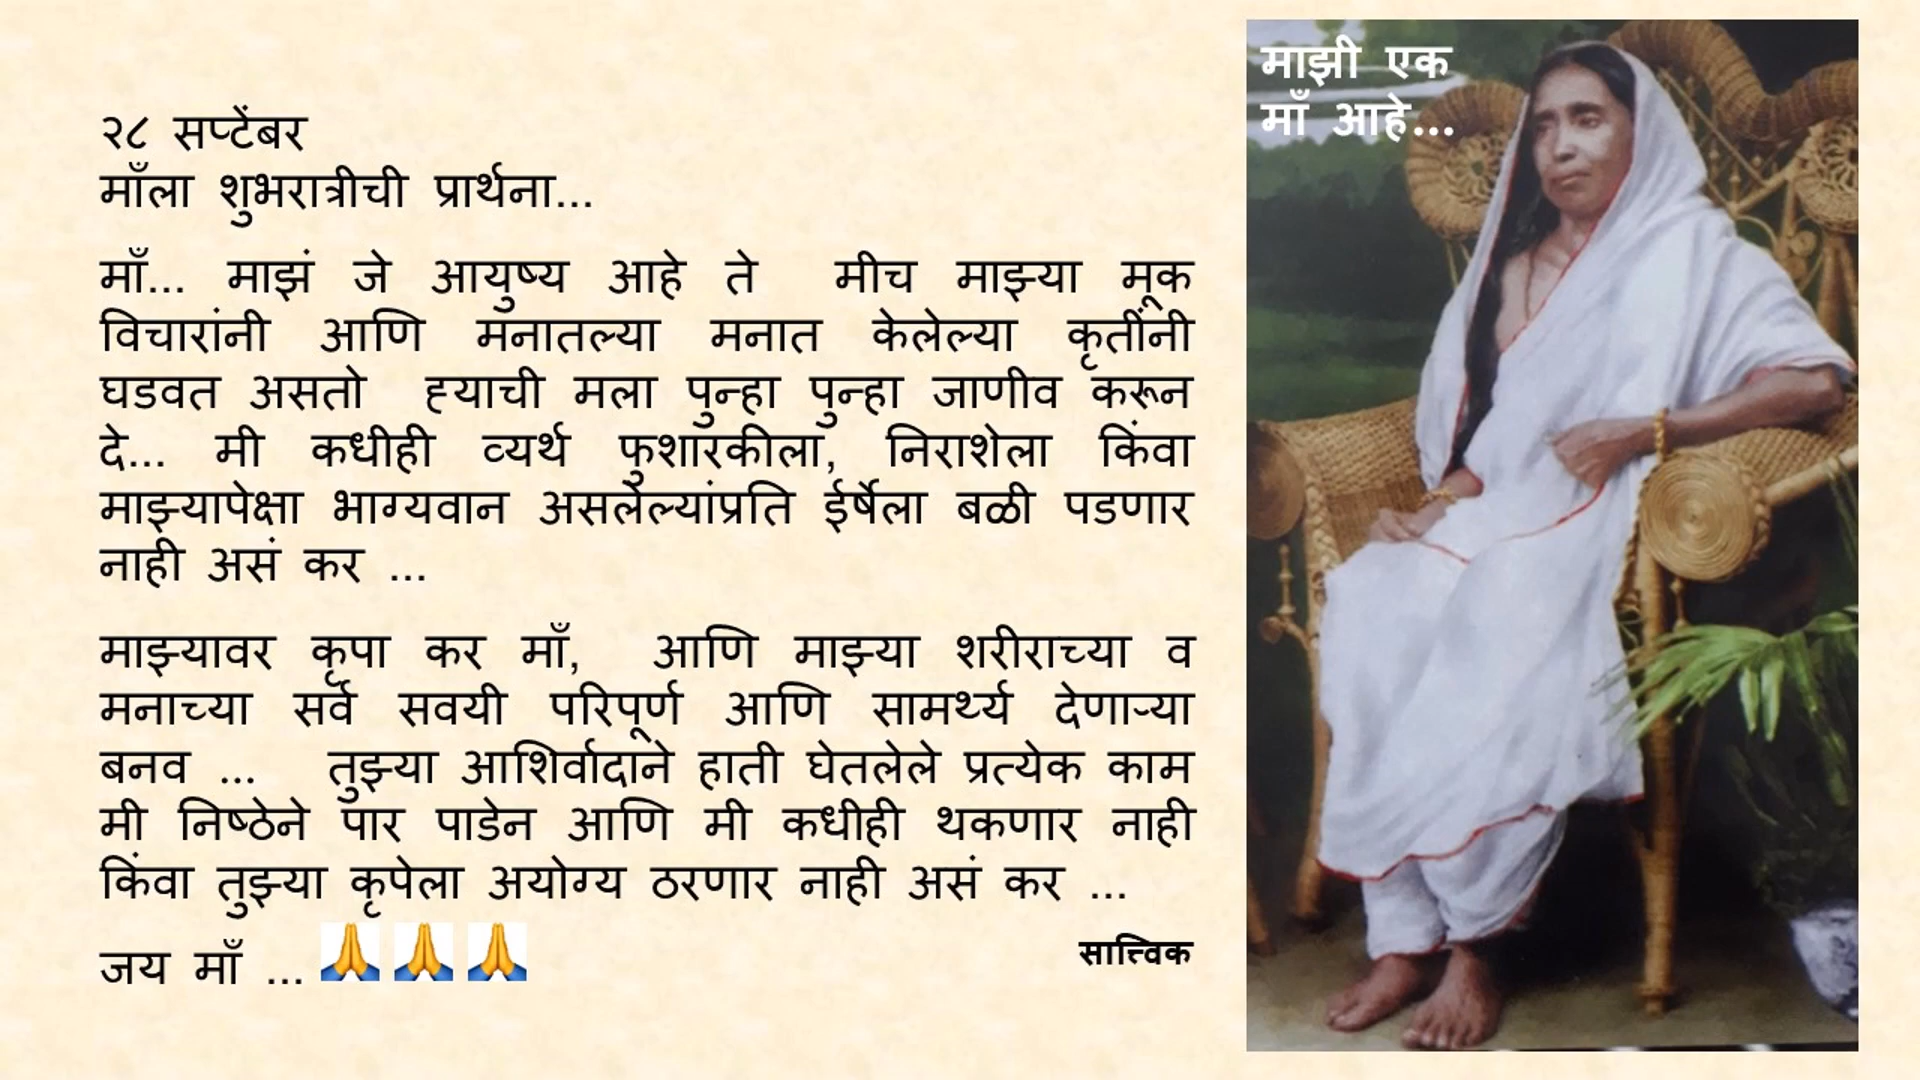 २८ सप्टेंबर
माँला शुभरात्रीची प्रार्थना...
माँ... माझं जे आयुष्य आहे ते मीच माझ्या मूक
विचारांनी आणि मनातल्या मनात केलेल्या कृतींनी
घडवत असतो ह्याची मला पुन्हा पुन्हा जाणीव करून
दे... मी कधीही व्यर्थ फुशारकीला, निराशेला किंवा
माझ्यापेक्षा भाग्यवान असलेल्यांप्रति ईर्षेला बळी पडणार
नाही असं कर ...
माझ्यावर कृपा कर माँ, आणि माझ्या शरीराच्या व
मनाच्या सर्व सवयी परिपूर्ण आणि सामर्थ्य देणाऱ्या
बनव ... तुझ्या आशिर्वादाने हाती घेतलेले प्रत्येक काम
मी निष्ठेने पार पाडेन आणि मी कधीही थकणार नाही
किंवा तुझ्या कृपेला अयोग्य ठरणार नाही असं कर ...
जय माँ ... 🙏🙏🙏
सात्त्विक
माझी एक
माँ आहे...